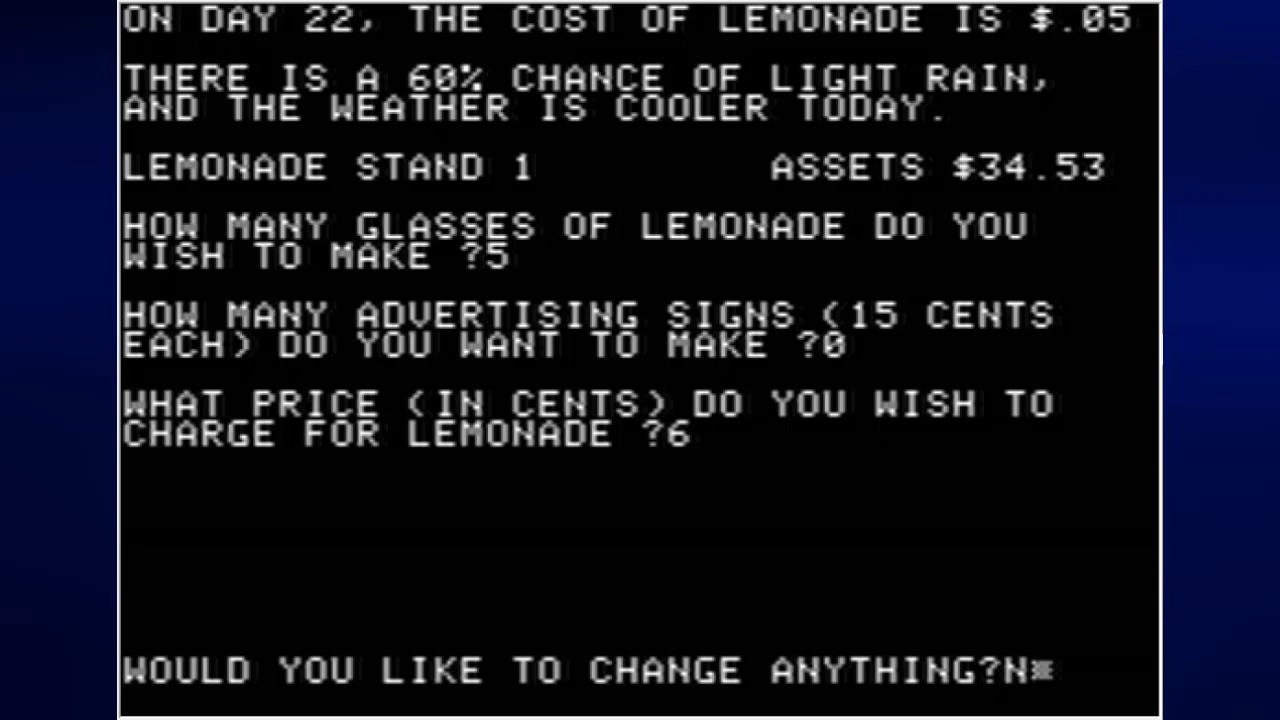 ON DAY 22, THE COST OF LEMONADE IS $.05
THERE IS A 60% CHANCE OF LIGHT RAIN,
AND THE WEATHER IS COOLER TODAY.
LEMONADE STAND 1 ASSETS $34.53
HOW MANY GLASSES OF LEMONADE DO YOU
WISH TO MAKE ?5
HOW MANY ADVERTISING SIGNS (15 CENTS
EACH) DO YOU WANT TO MAKE ?0
WHAT PRICE (IN CENTS) DO YOU WISH TO
CHARGE FOR LEMONADE ?6
WOULD YOU LIKE TO CHANGE ANYTHING?N